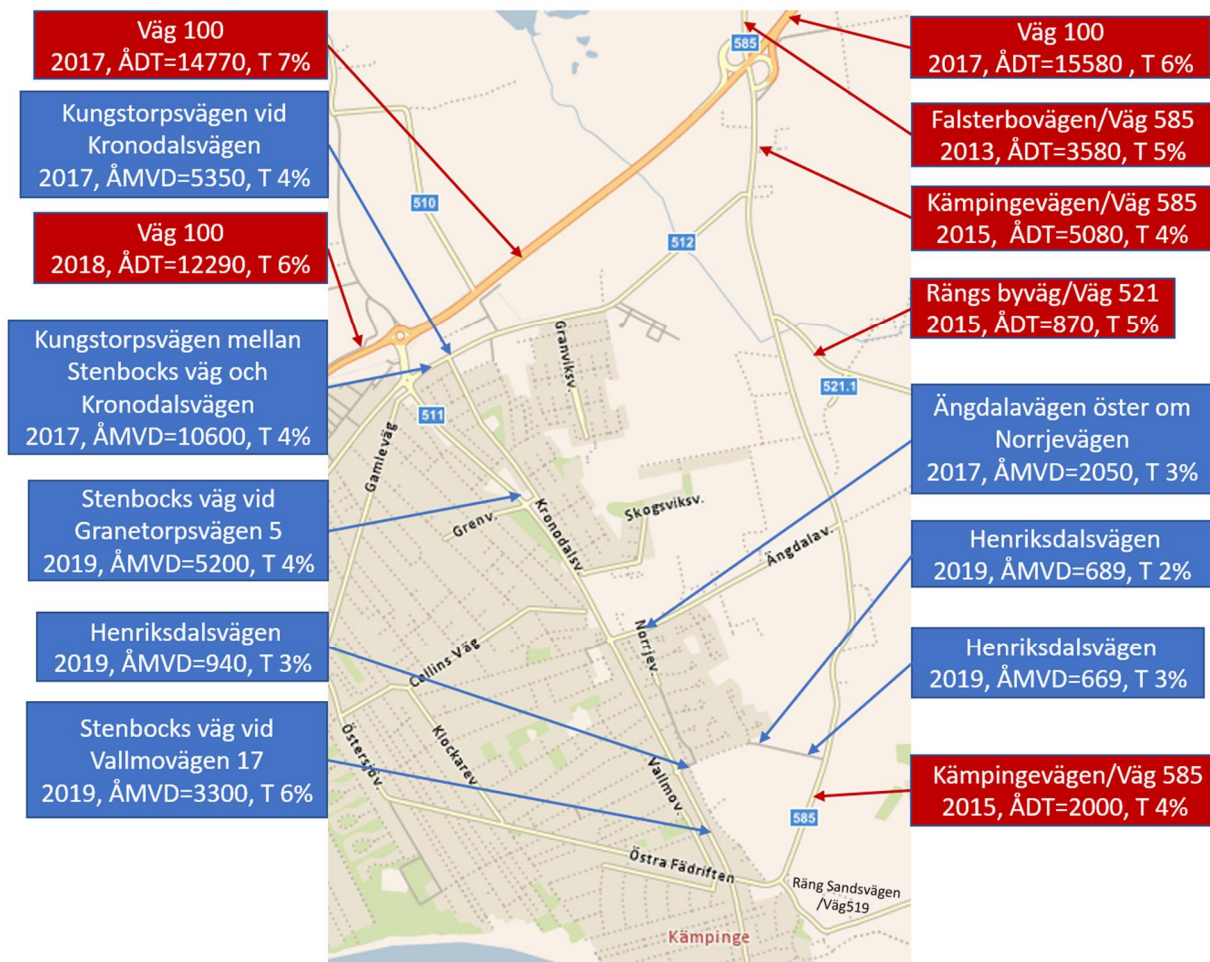 Väg 100
2017, ÅDT=14770, T 7%
Kungstorpsvägen vid
Kronodalsvägen
2017, ÅMVD=5350, T 4%
Väg 100
2018, ÅDT=12290, T 6%
Kungstorpsvägen mellan
Stenbocks väg och
Kronodalsvägen
2017, ÅMVD=10600, T 4%
Stenbocks väg vid
Granetorpsvägen 5
2019, ÅMVD=5200, T 4%
Henriksdalsvägen
2019, ÅMVD=940, T 3%
Stenbocks väg vid
Vallmovägen 17
2019, ÅMVD=3300, T 6%
585
510
512
Granviksv.
521.1
511
Gamleväg
Kronodalsv.
Skogsviksv.
Grenv.
Ängdalav.
Norrjev.
Collins Väg
Klockarev.
Östersjöv.
Vallmov.
585
Östra Fädriften
Räng Sandsvägen
/Väg519
Kämpinge
Väg 100
2017, ÅDT=15580 , T 6%
Falsterbovägen/Väg 585
2013, ÅDT=3580, T 5%
Kämpingevägen/Väg 585
2015, ÅDT=5080, T 4%
Rängs byväg/Väg 521
2015, ÅDT=870, T 5%
Ängdalavägen öster om
Norrjevägen
2017, ÅMVD=2050, T 3%
Henriksdalsvägen
2019, ÅMVD=689, T 2%
Henriksdalsvägen
2019, ÅMVD=669, T 3%
Kämpingevägen/Väg 585
2015, ÅDT=2000, T 4%